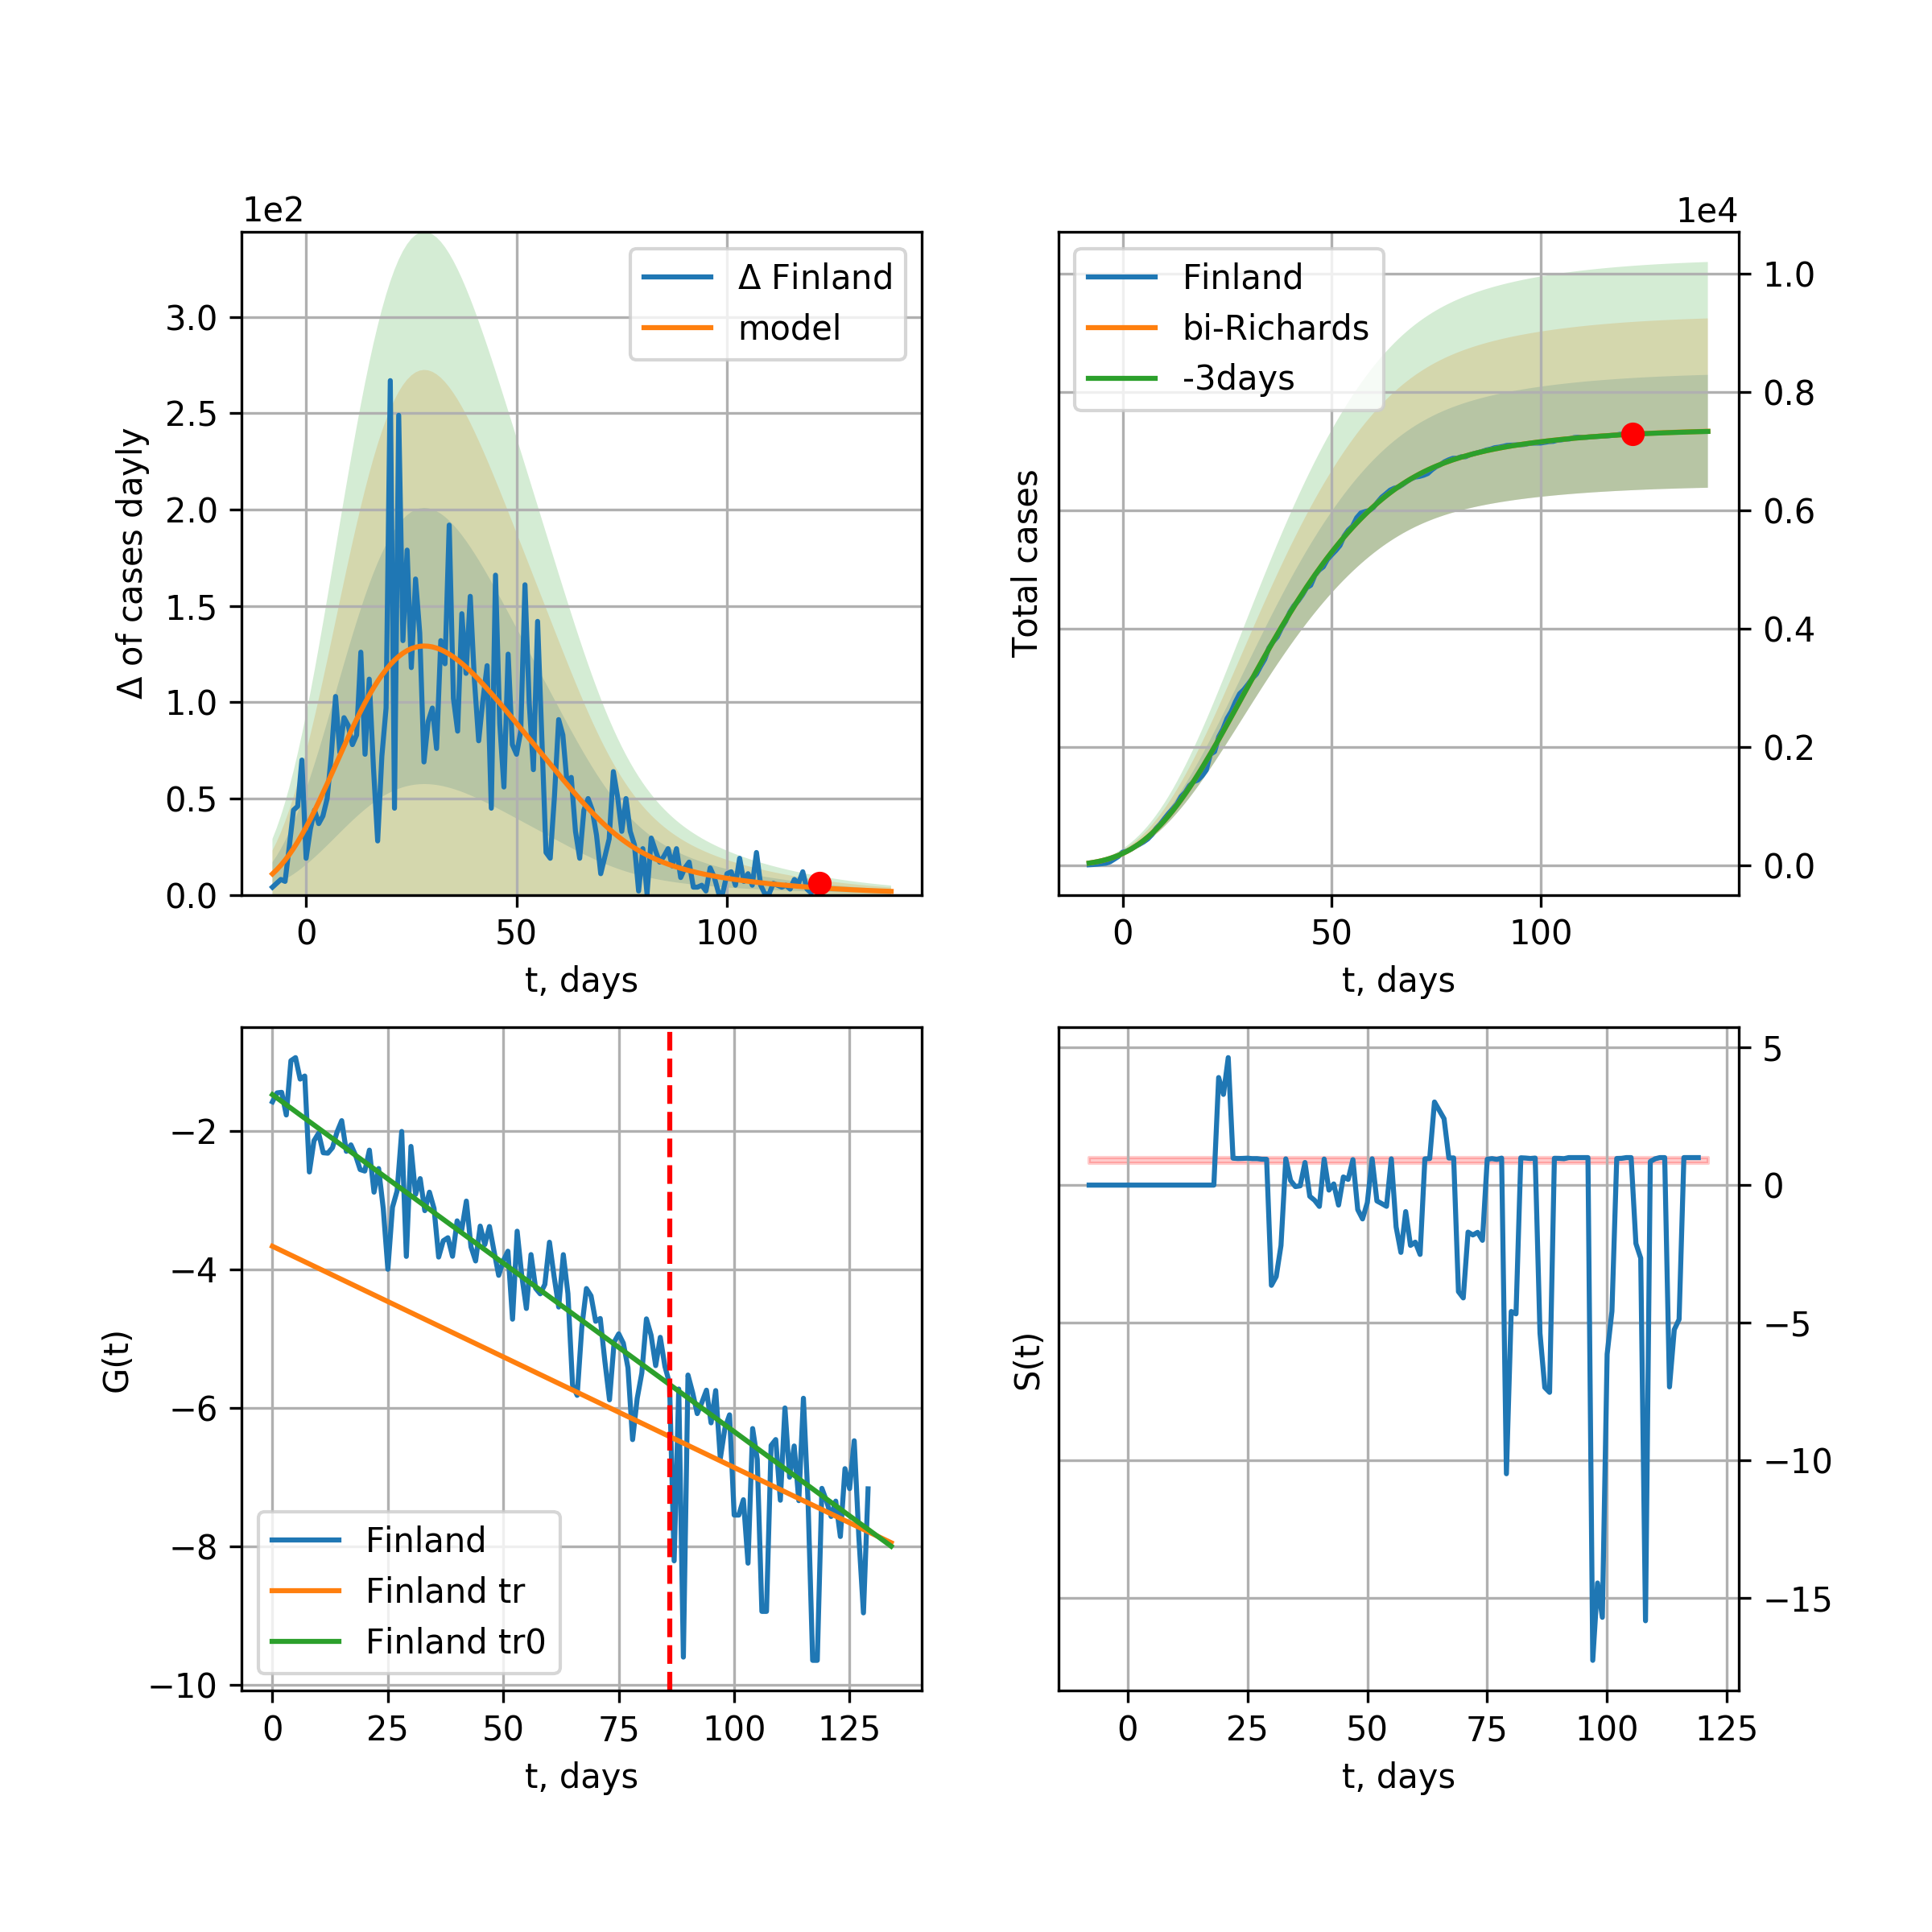 1e2
Δ of cases dayly
3.0
2.5
2.0
1.5
1.0
0.5
0.0
0 50 100
t, days
Δ Finland
model
1e4
Total cases
1.0
0.8
0.6
0.4
0.2
0.0
0 50 100
t, days
Finland
bi-Richards
-3days
G(t)
−2
−4
−6
−8
−10
0 25 50 75 100 125
t, days
Finland
Finland tr
Finland tr0
S(t)
5
0
−5
−10
−15
0 25 50 75 100 125
t, days